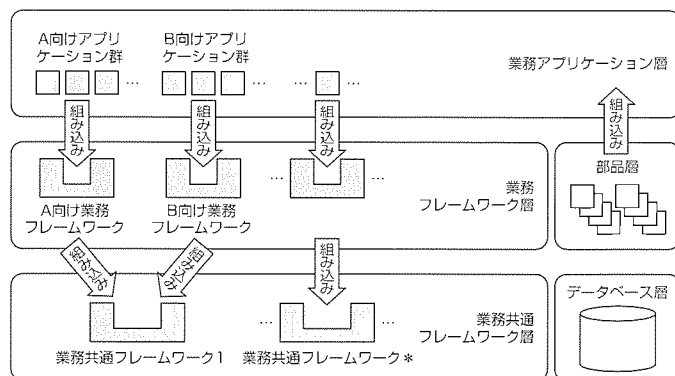 A向けアプリ
ケーション群
B向けアプリ
ケーション群
…
…
…
業務アプリケーション層
組み込み
組み込み
組み込み
組み込み
A向け業務
フレームワーク
B向け業務
フレームワーク
…
…
業務
フレームワーク層
部品層
組み込み
組み込み
組み込み
…
…
業務共通フレームワーク1
業務共通フレームワーク*
業務共通
フレームワーク層
データベース層